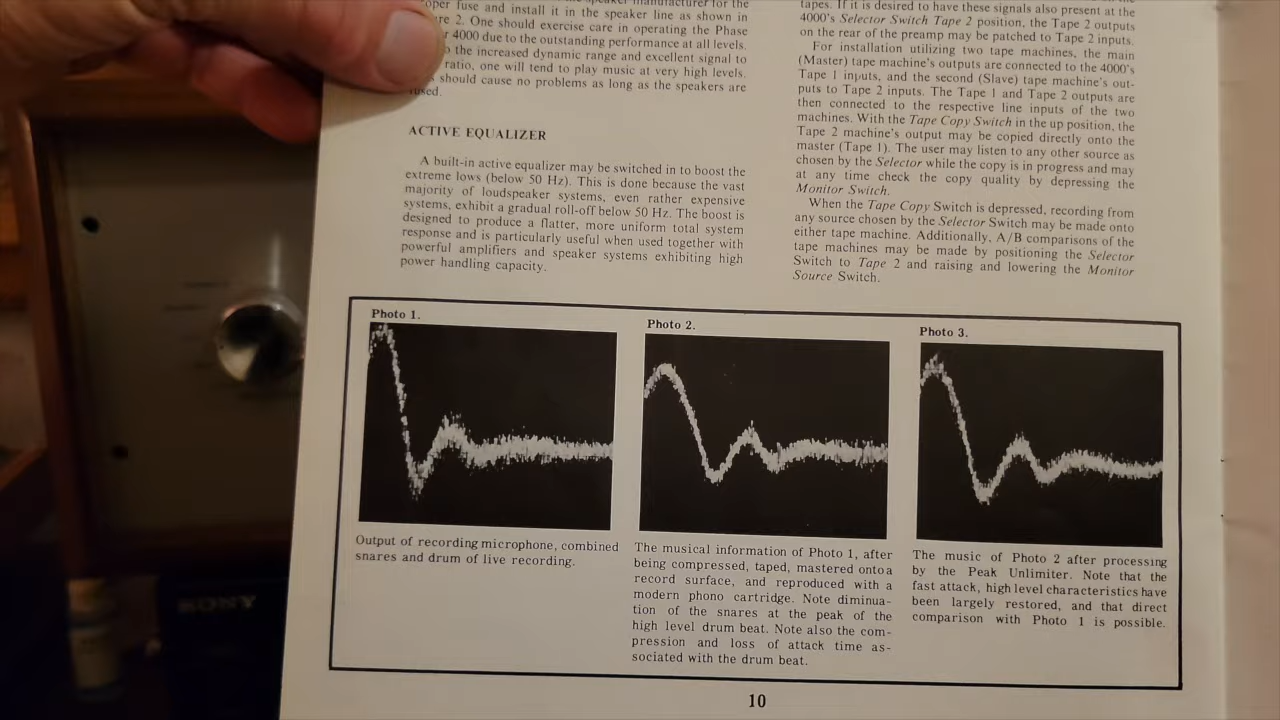 speaker manufacturer for the
oper fuse and install it in the speaker line as shown in
re 2. One should exercise care in operating the Phase
4000 due to the outstanding performance at all levels.
the increased dynamic range and excellent signal to
ratio, one will tend to play music at very high levels.
should cause no problems as long as the speakers are
fused.
ACTIVE EQUALIZER
A built-in active equalizer may be switched in to boost the
extreme lows (below 50 Hz). This is done because the vast
majority of loudspeaker systems, even rather expensive
systems, exhibit a gradual roll-off below 50 Hz. The boost is
designed to produce a flatter, more uniform total system
response and is particularly useful when used together with
powerful amplifiers and speaker systems exhibiting high
power handling capacity.
tapes. If it is desired to have these signals also present at the
4000's Selector Switch Tape 2 position, the Tape 2 outputs
on the rear of the preamp may be patched to Tape 2 inputs.
For installation utilizing two tape machines, the main
(Master) tape machine's outputs are connected to the 4000's
Tape 1 inputs, and the second (Slave) tape machine's out-
puts to Tape 2 inputs. The Tape 1 and Tape 2 outputs are
then connected to the respective line inputs of the two
machines. With the Tape Copy Switch in the up position, the
Tape 2 machine's output may be copied directly onto the
master (Tape 1). The user may listen to any other source as
chosen by the Selector while the copy is in progress and may
at any time check the copy quality by depressing the
Monitor Switch.
When the Tape Copy Switch is depressed, recording from
any source chosen by the Selector Switch may be made onto
either tape machine. Additionally, A/B comparisons of the
tape machines may be made by positioning the Selector
Switch to Tape 2 and raising and lowering the Monitor
Source Switch.
Photo 1.
Output of recording microphone, combined
snares and drum of live recording.
Photo 2.
The musical information of Photo 1, after
being compressed, taped, mastered onto a
record surface, and reproduced with a
modern phono cartridge. Note diminua-
tion of the snares at the peak of the
high level drum beat. Note also the com-
pression and loss of attack time as-
sociated with the drum beat.
Photo 3.
The music of Photo 2 after processing
by the Peak Unlimiter. Note that the
fast attack, high level characteristics have
been largely restored, and that direct
comparison with Photo 1 is possible.
10
SONY